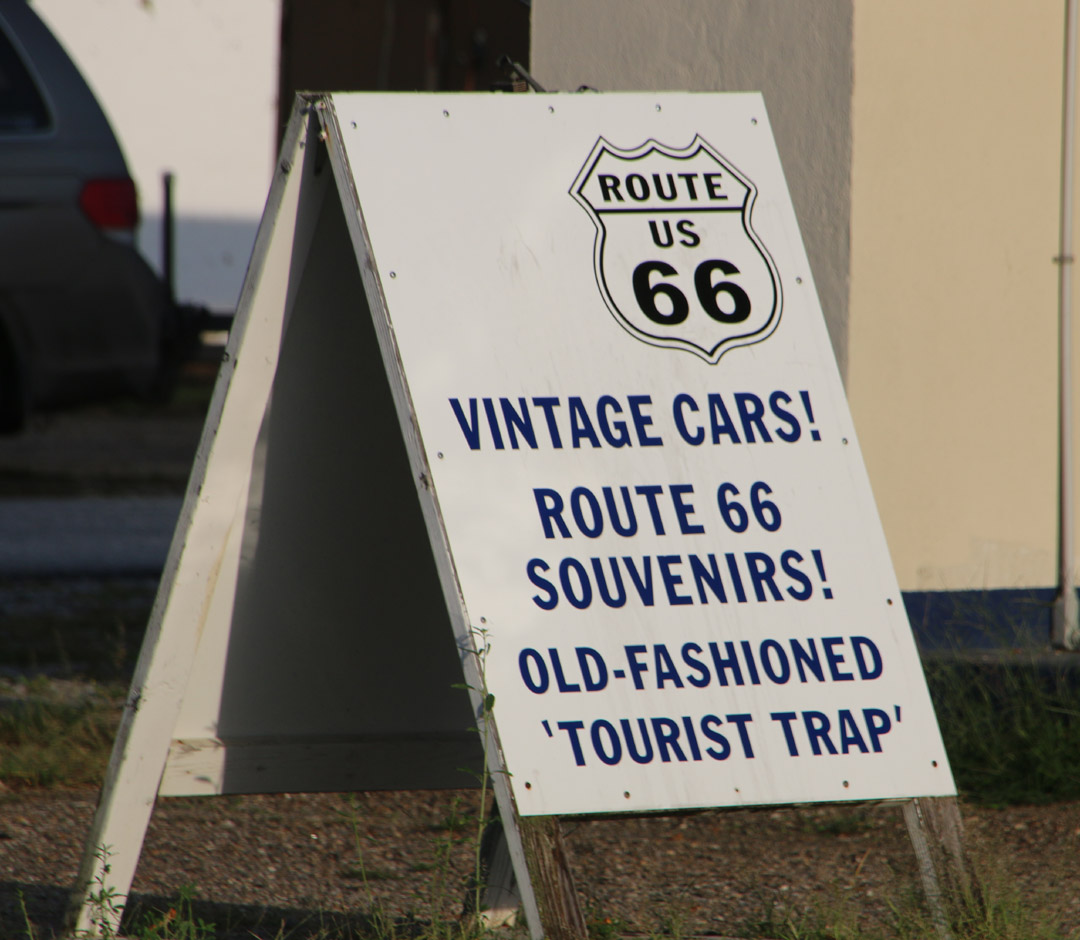 ROUTE
US
66
VINTAGE CARS!
ROUTE 66
SOUVENIRS!
OLD-FASHIONED
'TOURIST TRAP'